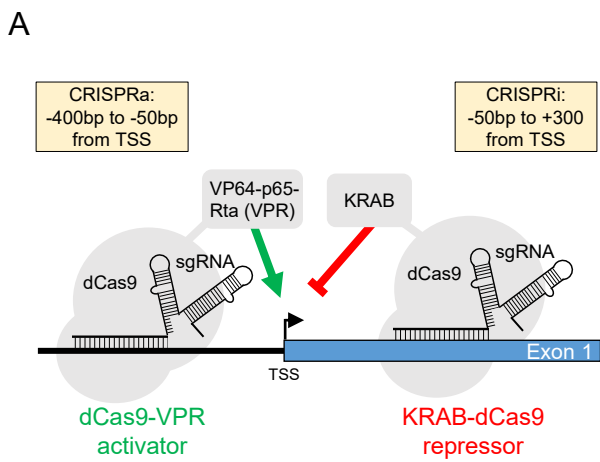 A
CRISPRa:
-400bp to -50bp
from TSS
CRISPRi:
-50bp to +300
from TSS
VP64-p65-
Rta (VPR)
KRAB
dCas9
sgRNA
dCas9
sgRNA
TSS
Exon 1
dCas9-VPR
activator
KRAB-dCas9
repressor